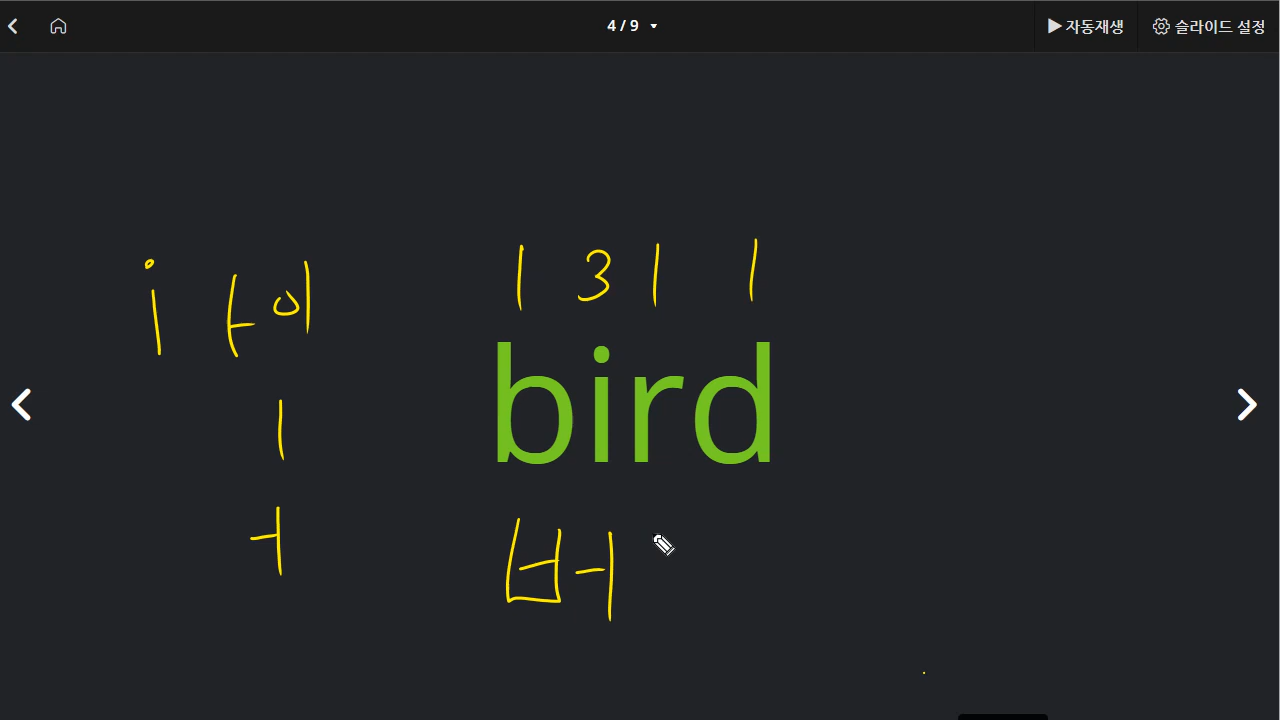 4 / 9
자동재생
슬라이드 설정
1 3 1 1
i ㅏ이
ㅣ
ㅓ
bird
버